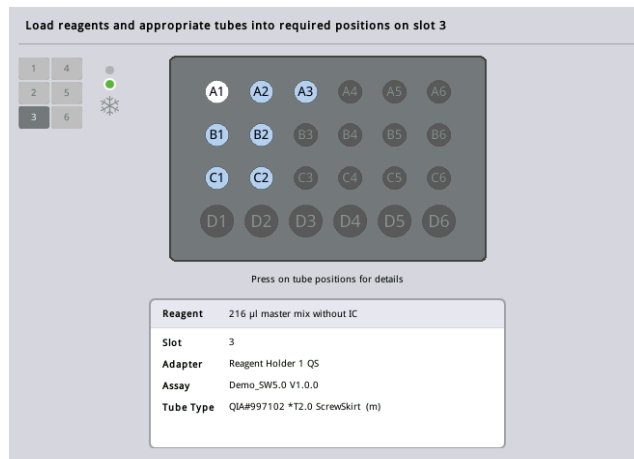 Load reagents and appropriate tubes into required positions on slot 3
1 4
2 5
3 6
A1 A2 A3 A4 A5 A6
B1 B2 B3 B4 B5 B6
C1 C2 C3 C4 C5 C6
D1 D2 D3 D4 D5 D6
Press on tube positions for details
Reagent 216 µl master mix without IC
Slot 3
Adapter Reagent Holder 1 QS
Assay Demo_SW5.0 V1.0.0
Tube Type QIA#997102 *T2.0 ScrewSkirt (m)